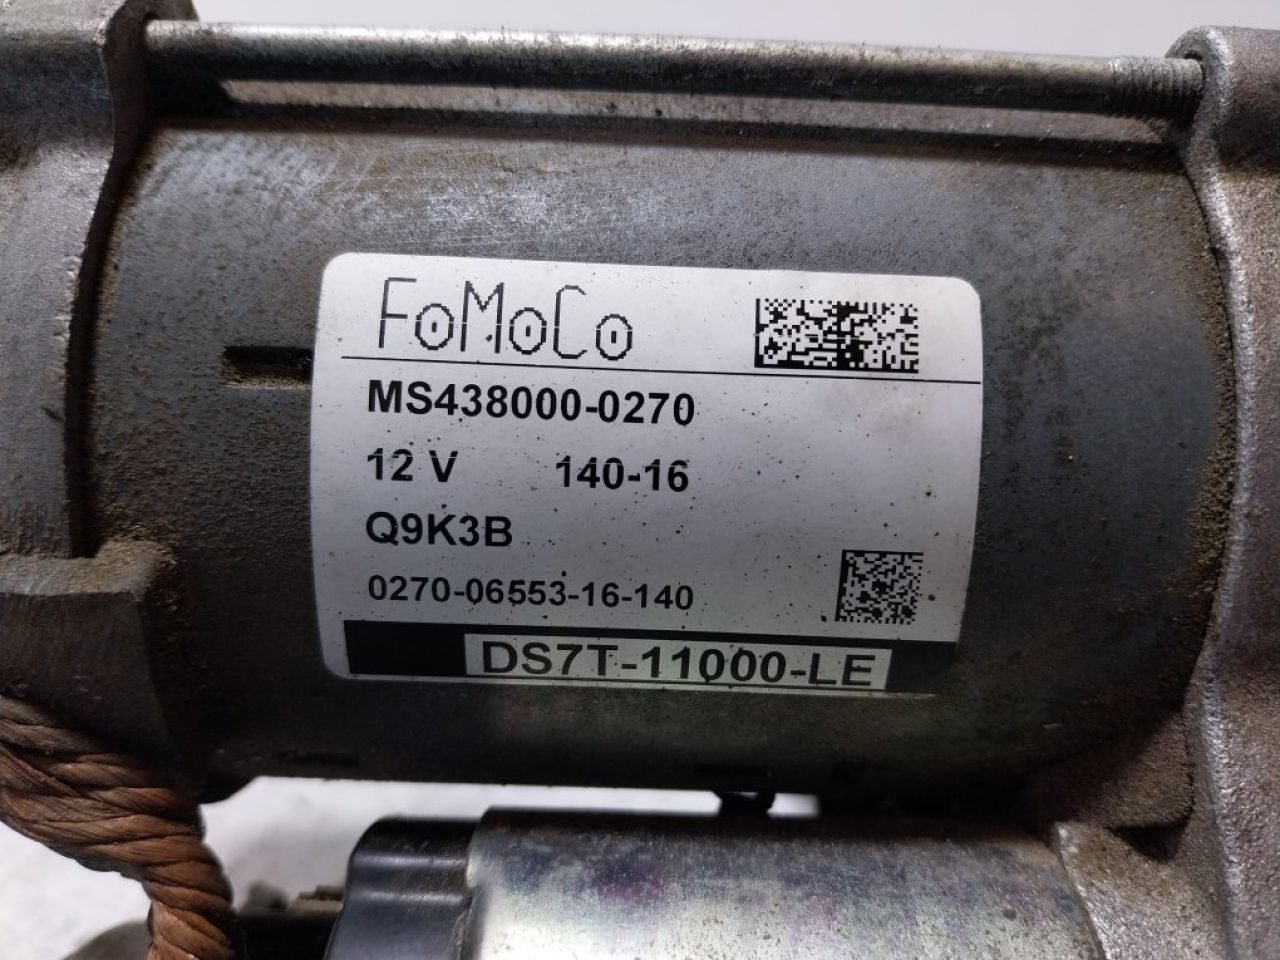 FoMoCo
MS438000-0270
12 V 140-16
Q9K3B
0270-06553-16-140
DS7T-11000-LE